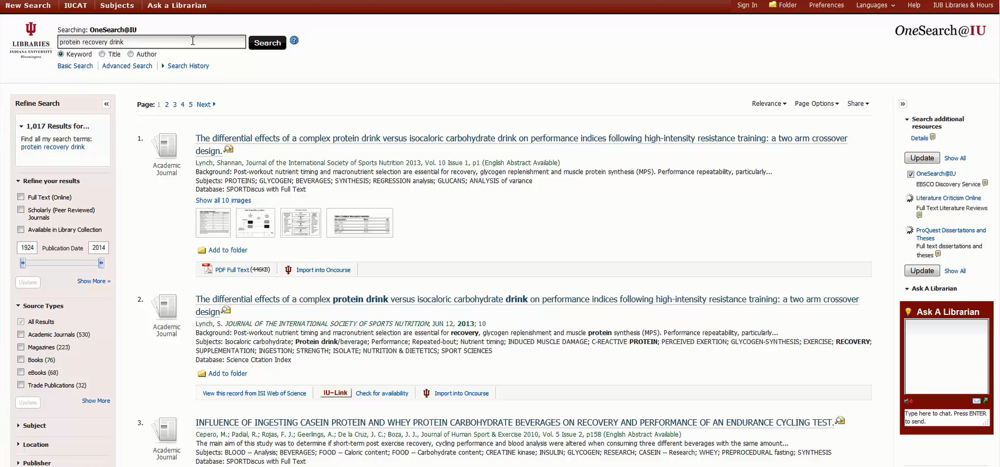 New Search IUCAT Subjects Ask a Librarian Sign In Folder Preferences Languages Help IUB Libraries & Hours
LIBRARIES
INDIANA UNIVERSITY
Bloomington
Searching: OneSearch@IU
protein recovery drink
Search
Keyword Title Author
Basic Search Advanced Search Search History
OneSearch@IU
Refine Search
1,017 Results for...
Find all my search terms:
protein recovery drink
Refine your results
Full Text (Online)
Scholarly (Peer Reviewed)
Journals
Available in Library Collection
1924 Publication Date 2014
Update Show More »
Source Types
All Results
Academic Journals (530)
Magazines (223)
Books (76)
eBooks (68)
Trade Publications (32)
Update Show More
Subject
Location
Publisher
Page: 1 2 3 4 5 Next
Relevance Page Options Share
1. The differential effects of a complex protein drink versus isocaloric carbohydrate drink on performance indices following high-intensity resistance training: a two arm crossover
design.
Academic
Journal
Lynch, Shannan, Journal of the International Society of Sports Nutrition 2013, Vol. 10 Issue 1, p1 (English Abstract Available)
Background: Post-workout nutrient timing and macronutrient selection are essential for recovery, glycogen replenishment and muscle protein synthesis (MPS). Performance repeatability, particularly...
Subjects: PROTEINS; GLYCOGEN; BEVERAGES; SYNTHESIS; REGRESSION analysis; GLUCANS; ANALYSIS of variance
Database: SPORTDiscus with Full Text
Show all 10 images
Add to folder
PDF Full Text (446KB) Import into Oncourse
2. The differential effects of a complex protein drink versus isocaloric carbohydrate drink on performance indices following high-intensity resistance training: a two arm crossover
design
Academic
Journal
Lynch, S. JOURNAL OF THE INTERNATIONAL SOCIETY OF SPORTS NUTRITION; JUN 12, 2013; 10
Background: Post-workout nutrient timing and macronutrient selection are essential for recovery, glycogen replenishment and muscle protein synthesis (MPS). Performance repeatability, particularly...
Subjects: Isocaloric carbohydrate; Protein drink/beverage; Performance; Repeated-bout; Nutrient timing; INDUCED MUSCLE DAMAGE; C-REACTIVE PROTEIN; PERCEIVED EXERTION; GLYCOGEN-SYNTHESIS; EXERCISE; RECOVERY;
SUPPLEMENTATION; INGESTION; STRENGTH; ISOLATE; NUTRITION & DIETETICS; SPORT SCIENCES
Database: Science Citation Index
Add to folder
View this record from ISI Web of Science IU~Link Check for availability Import into Oncourse
3. INFLUENCE OF INGESTING CASEIN PROTEIN AND WHEY PROTEIN CARBOHYDRATE BEVERAGES ON RECOVERY AND PERFORMANCE OF AN ENDURANCE CYCLING TEST.
Academic
Journal
Cepero, M.; Padial, R.; Rojas, F. J.; Geerlings, A.; De la Cruz, J. C.; Boza, J. J., Journal of Human Sport & Exercise 2010, Vol. 5 Issue 2, p158 (English Abstract Available)
The main aim of this study was to determine if short-term post exercise recovery, cycling performance and blood analysis were altered when consuming three different beverages with the same amount...
Subjects: BLOOD -- Analysis; BEVERAGES; FOOD -- Caloric content; FOOD -- Carbohydrate content; CREATINE kinase; INSULIN; GLYCOGEN; RESEARCH; CASEIN -- Research; WHEY; PREPROCEDURAL fasting; SYNTHESIS
Database: SPORTDiscus with Full Text
Search additional
resources
Details
Update Show All
OneSearch@IU
EBSCO Discovery Service
Literature Criticism Online
Full Text Literature Reviews
ProQuest Dissertations and
Theses
Full text dissertations and
theses
Update Show All
Ask A Librarian
Ask A Librarian
Type here to chat. Press ENTER
to send.